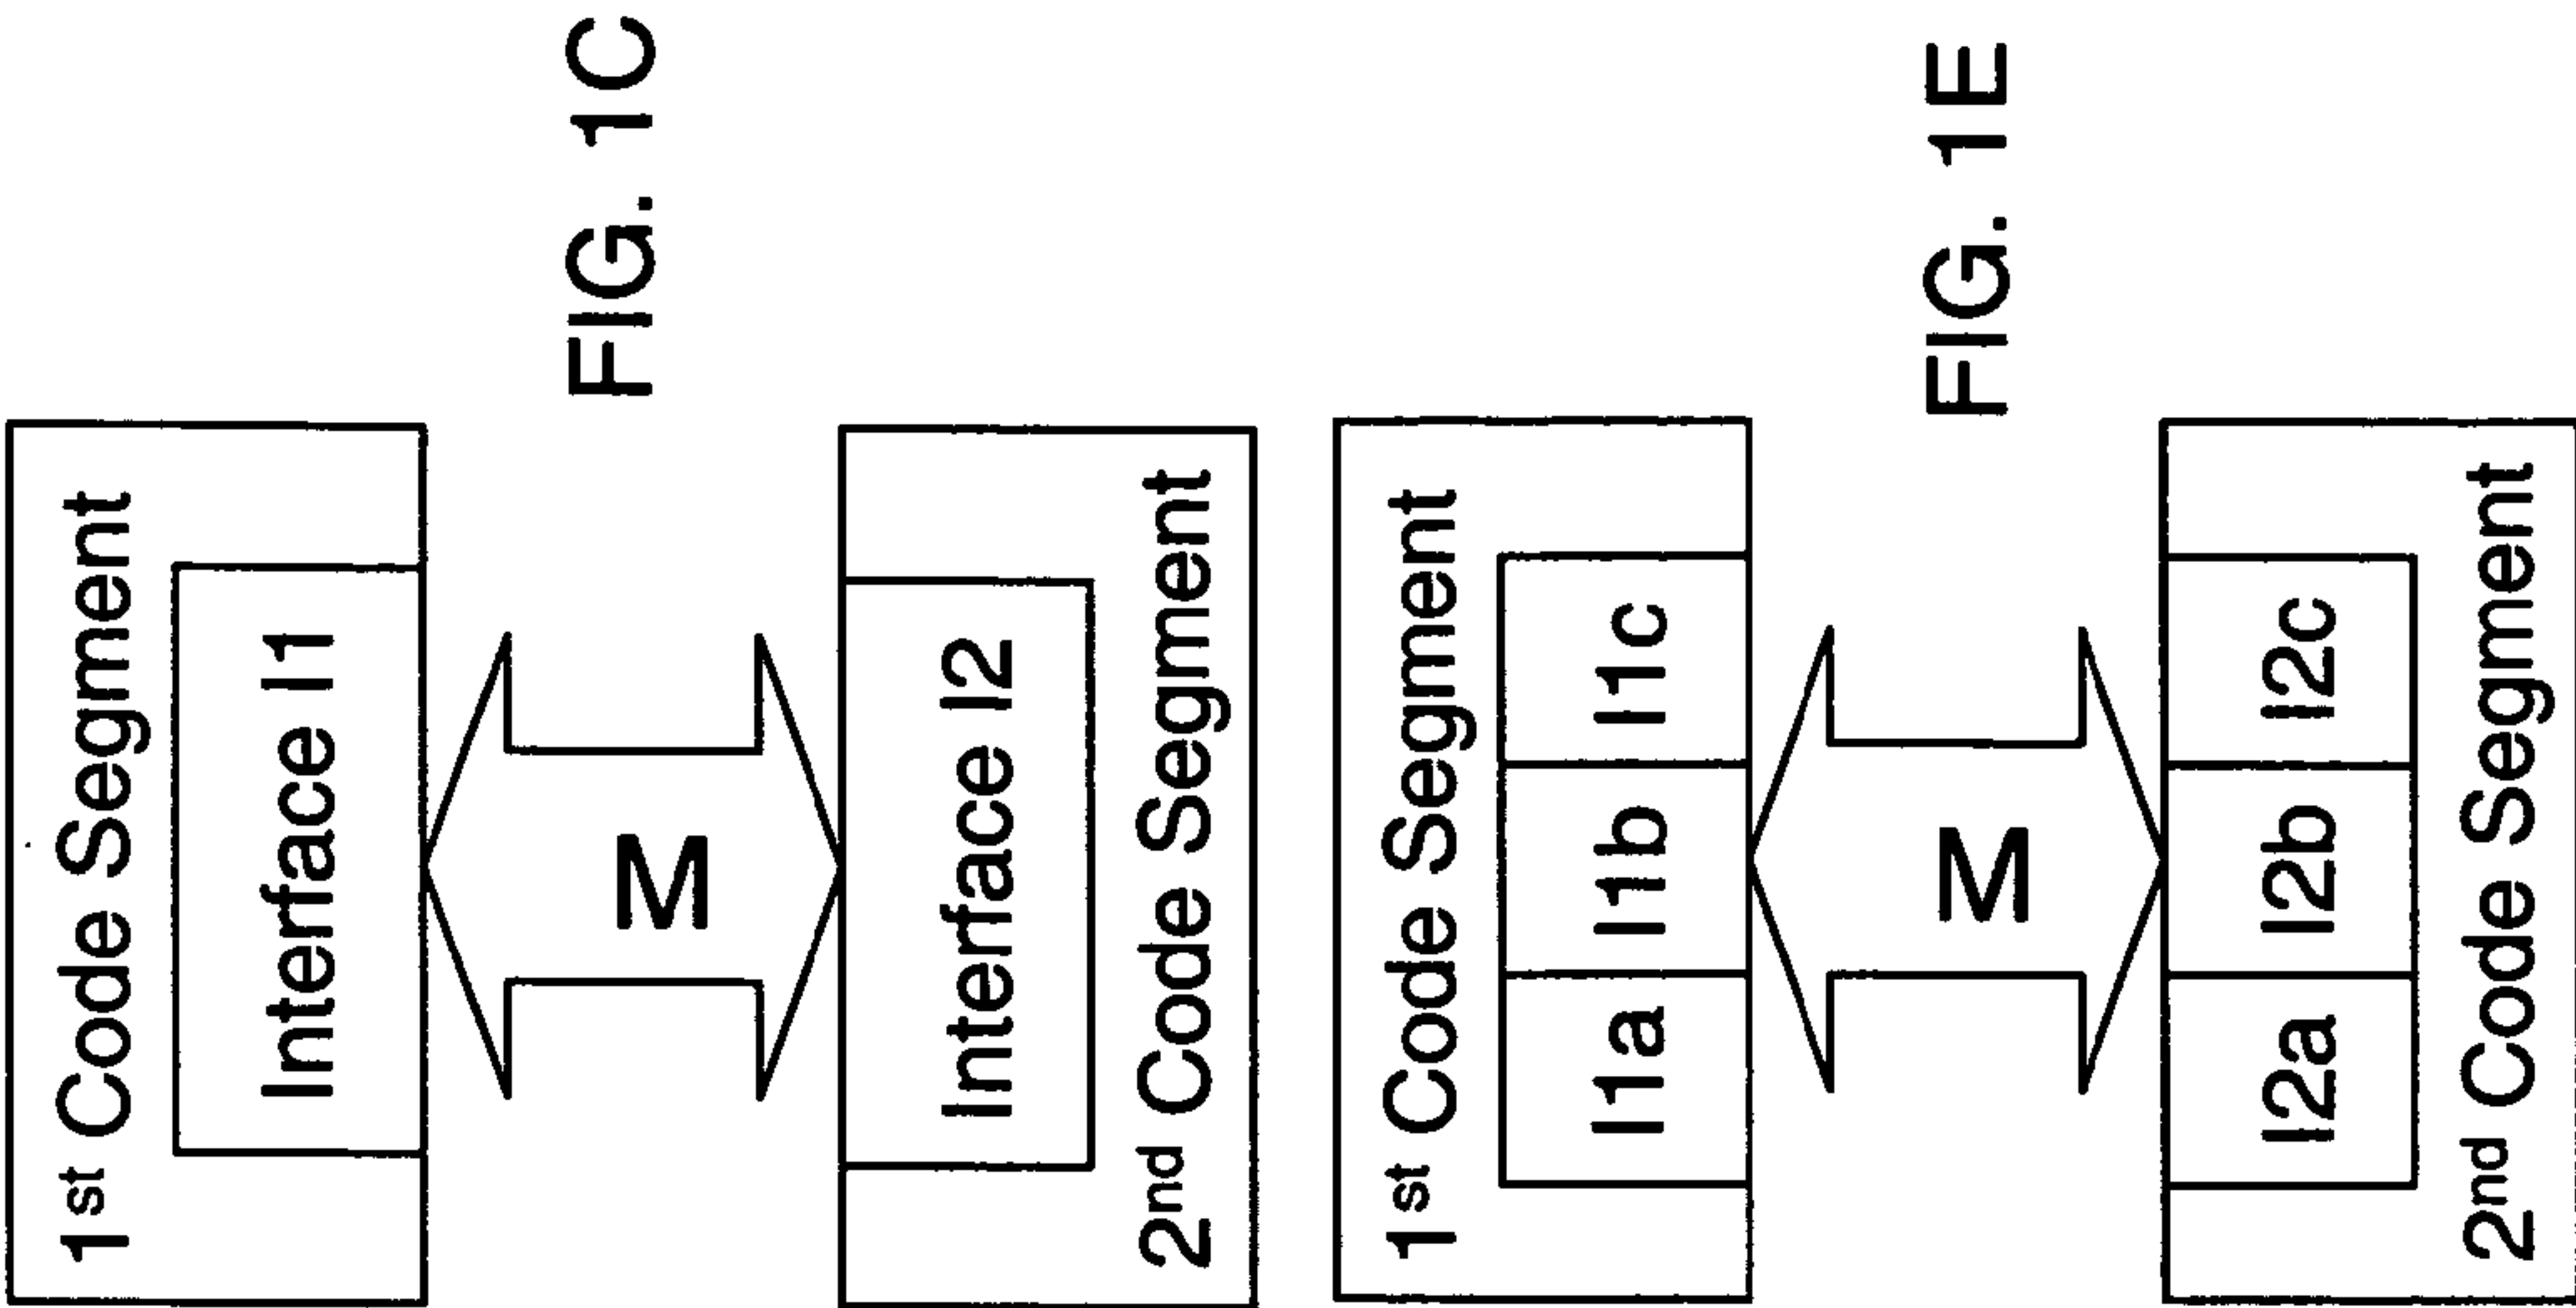 1st Code Segment
Interface I1
M
Interface I2
2nd Code Segment
FIG. 1C
1st Code Segment
I1a I1b I1c
M
I2a I2b I2c
2nd Code Segment
FIG. 1E